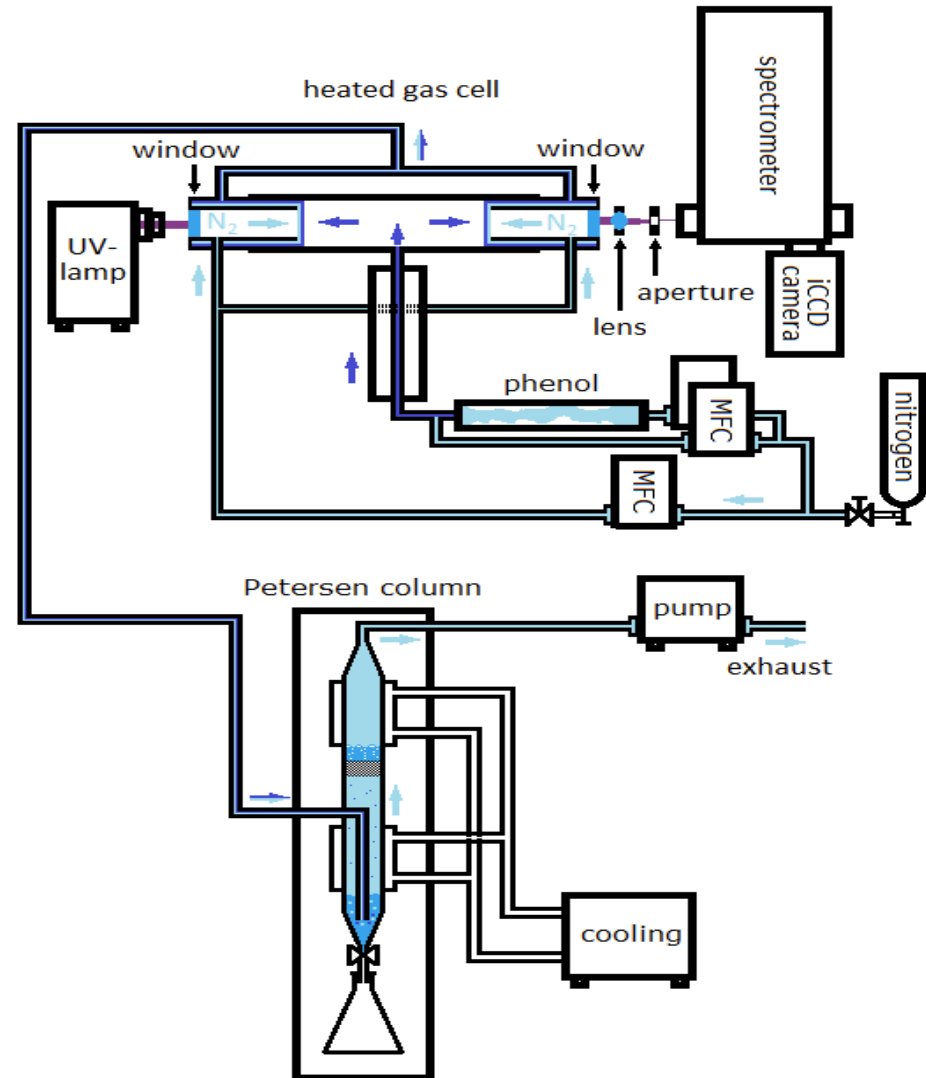 heated gas cell
window
window
spectrometer
N₂
N₂
UV-
lamp
aperture
iCCD
camera
lens
phenol
MFC
nitrogen
MFC
Petersen column
pump
exhaust
cooling